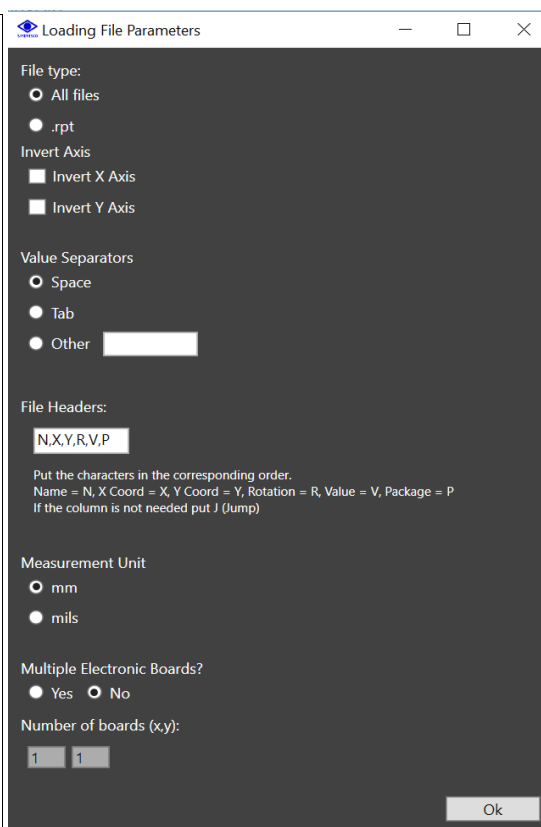 Loading File Parameters
File type:
All files
.rpt
Invert Axis
Invert X Axis
Invert Y Axis
Value Separators
Space
Tab
Other
File Headers:
N,X,Y,R,V,P
Put the characters in the corresponding order.
Name = N, X Coord = X, Y Coord = Y, Rotation = R, Value = V, Package = P
If the column is not needed put J (Jump)
Measurement Unit
mm
mils
Multiple Electronic Boards?
Yes No
Number of boards (x,y):
1 1
Ok